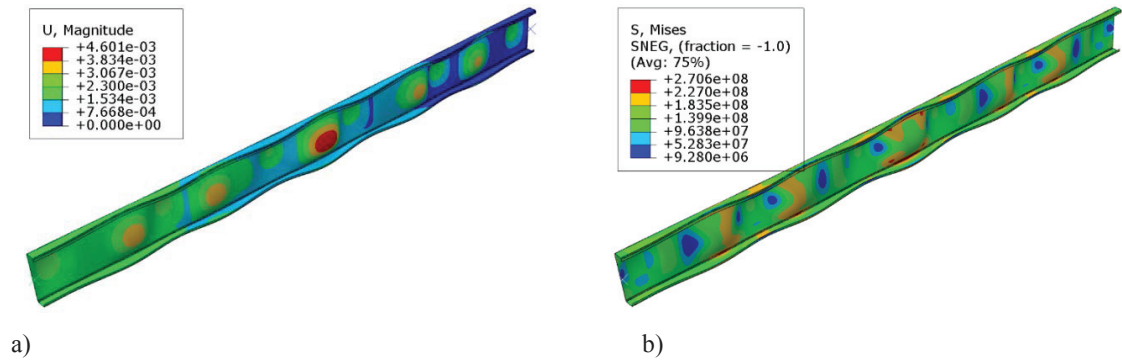 U, Magnitude
+4.601e-03
+3.834e-03
+3.067e-03
+2.300e-03
+1.534e-03
+7.668e-04
+0.000e+00
S, Mises
SNEG, (fraction = -1.0)
(Avg: 75%)
+2.706e+08
+2.270e+08
+1.835e+08
+1.399e+08
+9.638e+07
+5.283e+07
+9.280e+06
a)
b)